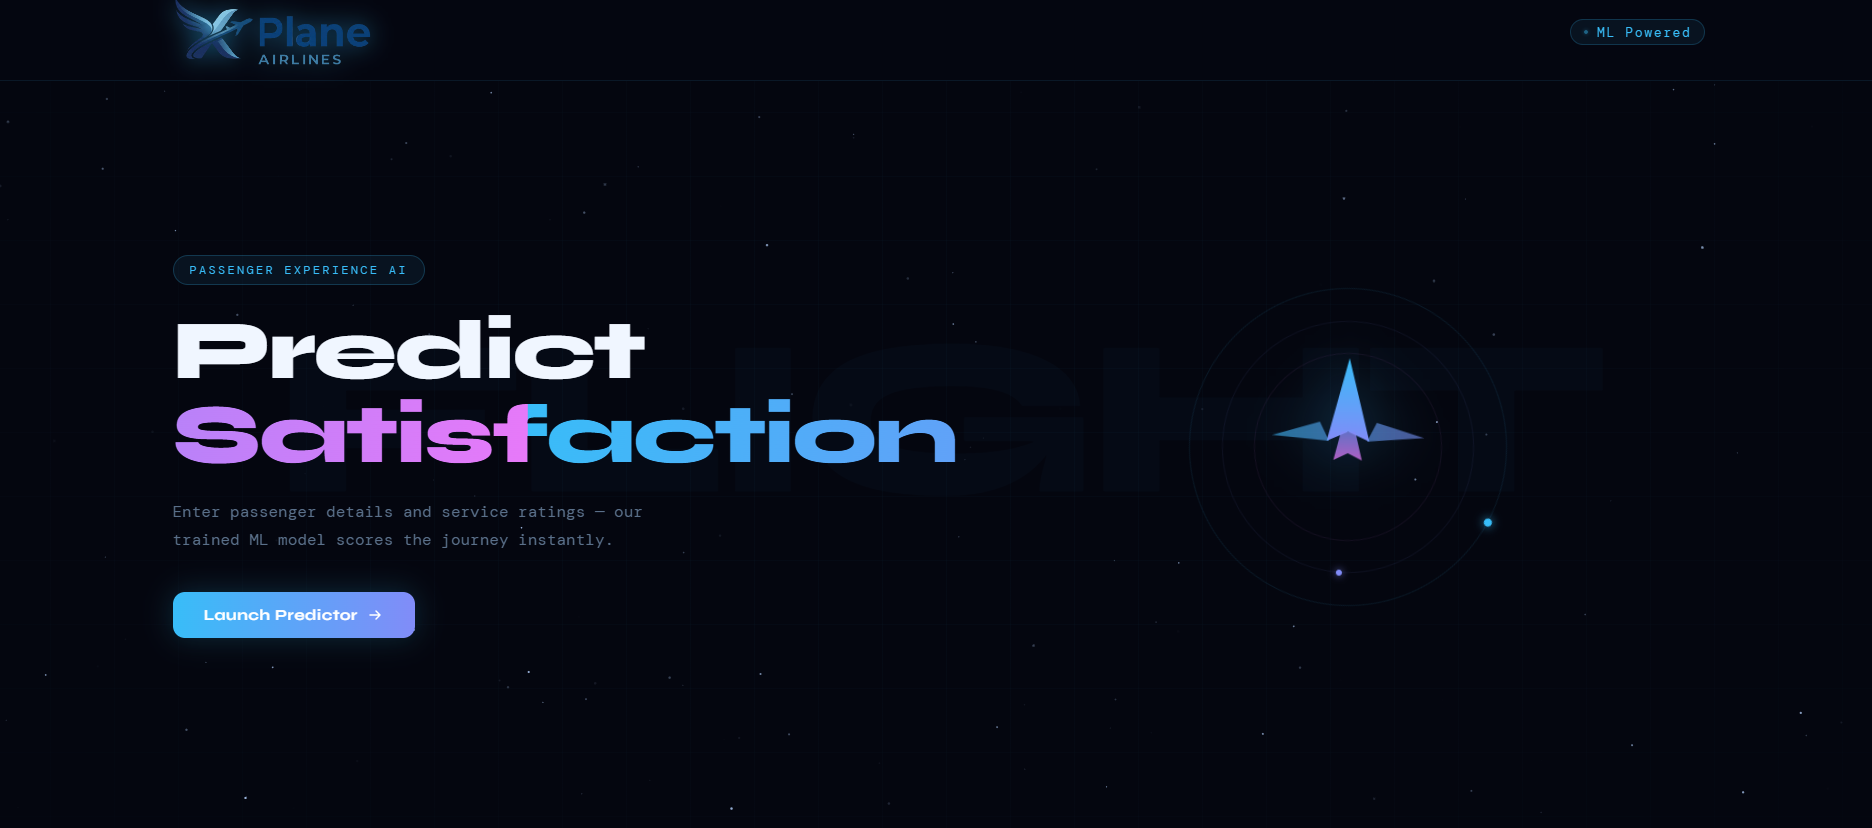 Plane
AIRLINES
ML Powered
PASSENGER EXPERIENCE AI
Predict
Satisfaction
FLIGHT
Enter passenger details and service ratings — our
trained ML model scores the journey instantly.
Launch Predictor →